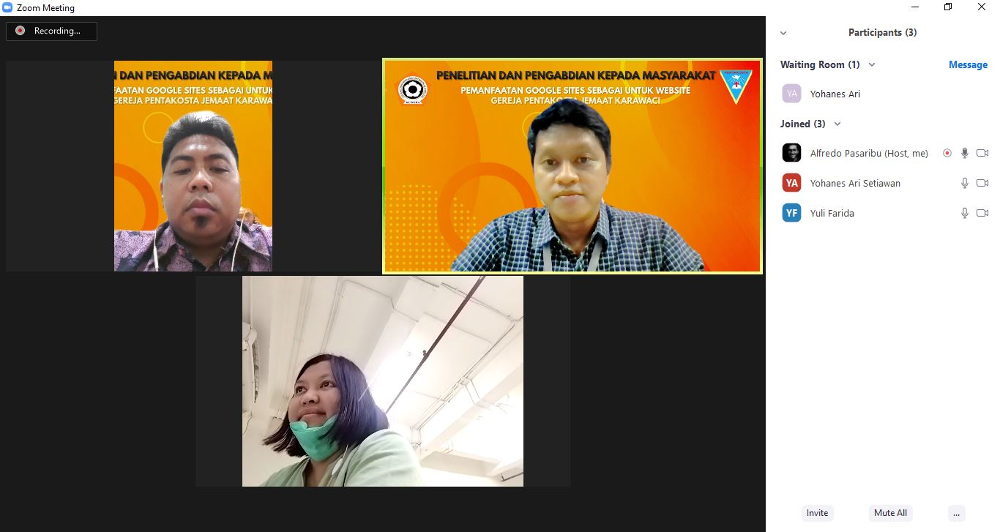 Zoom Meeting
Recording...
DAN PENGABDIAN KEPADA M
FAATAN GOOGLE SITES SEBAGAI UNTUK
GEREJA PENTAKOSTA JEMAAT KARAWA
PENELITIAN DAN PENGABDIAN KEPADA MASYARAKAT
PEMANFAATAN GOOGLE SITES SEBAGAI UNTUK WEBSITE
GEREJA PENTAKOSTA JEMAAT KARAWACI
PENTAKOSTA
Participants (3)
Waiting Room (1)
Message
YA
Yohanes Ari
Joined (3)
Alfredo Pasaribu (Host, me)
YA
Yohanes Ari Setiawan
YF
Yuli Farida
Invite
Mute All
...